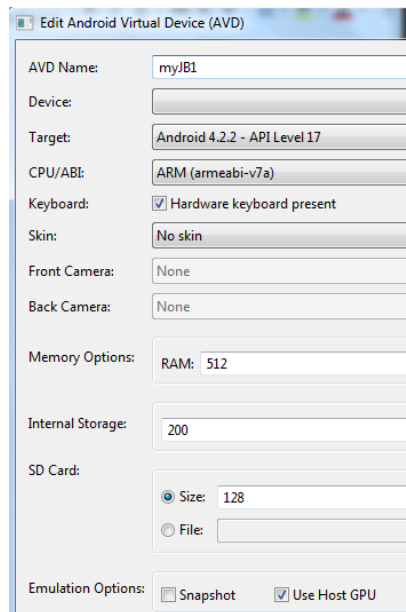 Edit Android Virtual Device (AVD)
AVD Name: myJB1
Device:
Target: Android 4.2.2 - API Level 17
CPU/ABI: ARM (armeabi-v7a)
Keyboard: Hardware keyboard present
Skin: No skin
Front Camera: None
Back Camera: None
Memory Options: RAM: 512
Internal Storage: 200
SD Card:
Size: 128
File:
Emulation Options: Snapshot Use Host GPU